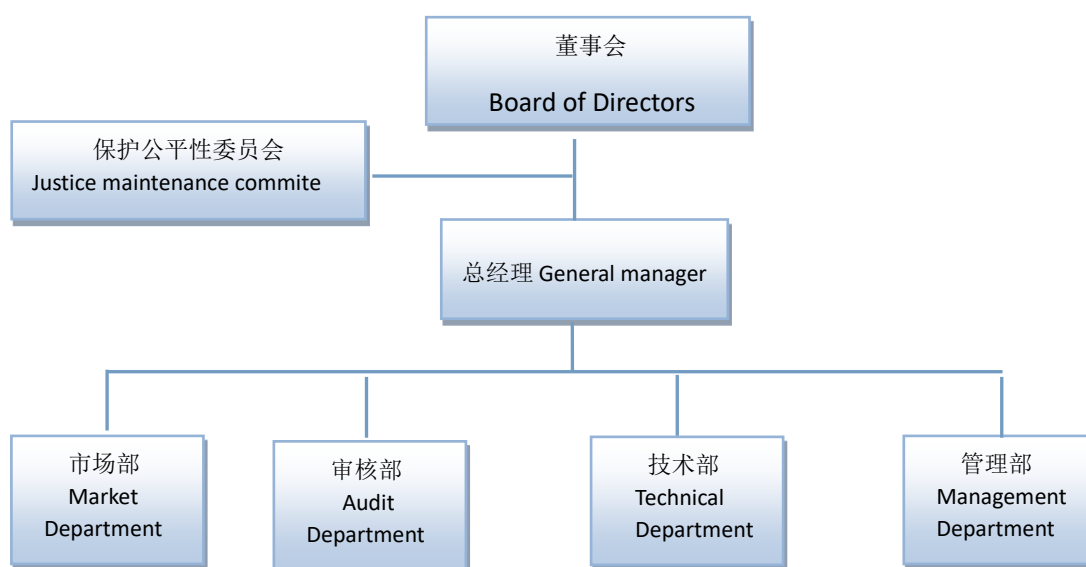 董事会
Board of Directors
保护公平性委员会
Justice maintenance commite
总经理 General manager
市场部
Market
Department
审核部
Audit
Department
技术部
Technical
Department
管理部
Management
Department